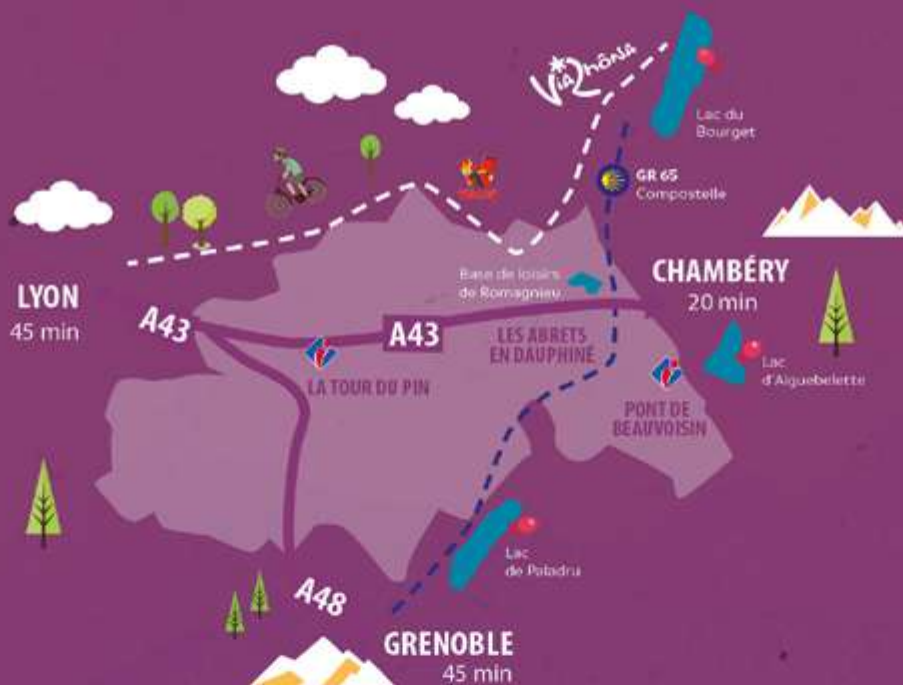 ViaRhôna
Lac du
Bourget
GR 65
Compostelle
Base de loisirs
de Romagnieu
CHAMBÉRY
20 min
LYON
45 min
A43
A43
LES ABRETS
EN DAUPHINÉ
Lac
d'Aiguebelette
LA TOUR DU PIN
PONT DE
BEAUVOISIN
Lac
de Paladru
A48
GRENOBLE
45 min